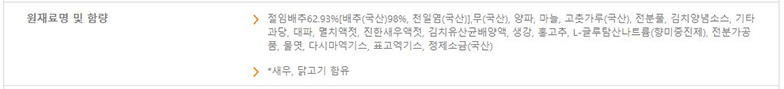 원재료명 및 함량
절임배추62.93%[배추(국산)98%, 천일염(국산)],무(국산), 양파, 마늘, 고춧가루(국산), 전분풀, 김치양념소스, 기타
과당, 대파, 멸치액젓, 진한새우액젓, 김치유산균배양액, 생강, 홍고추, L-글루탐산나트륨(향미증진제), 전분가공
품, 물엿, 다시마엑기스, 표고엑기스, 정제소금(국산)
*새우, 닭고기 함유